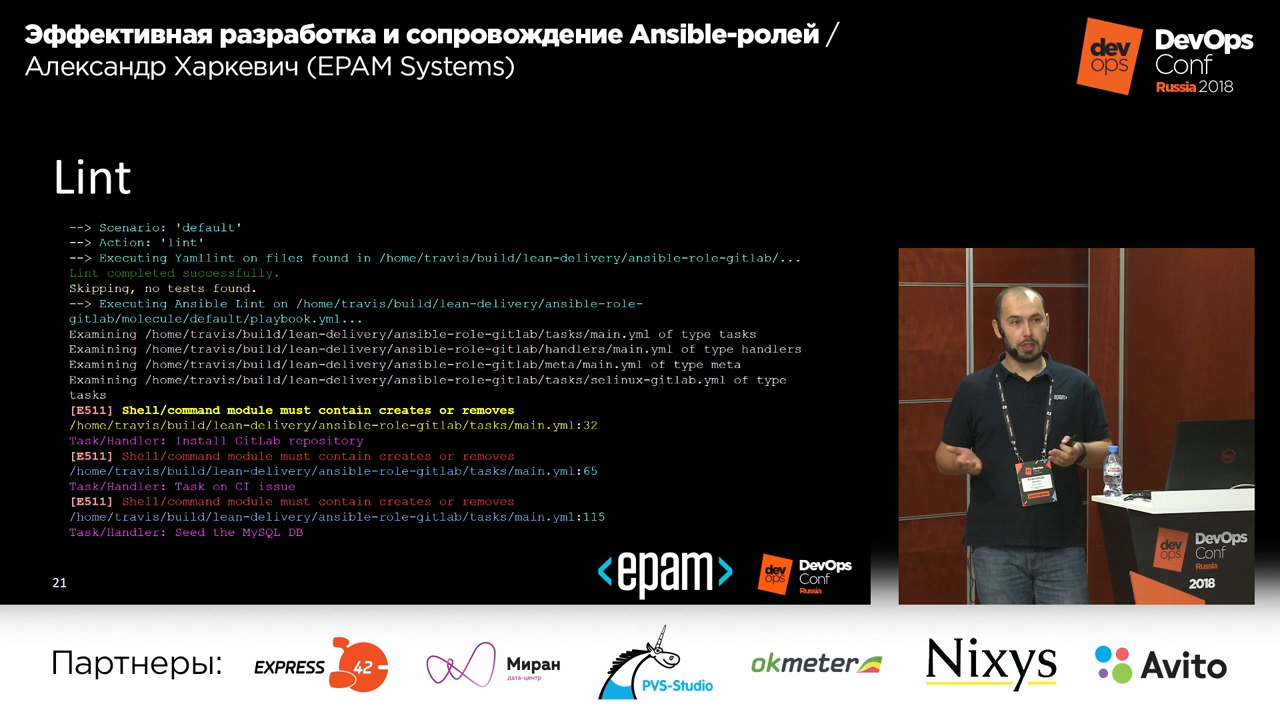 Эффективная разработка и сопровождение Ansible-ролей /
Александр Харкевич (EPAM Systems)
dev
ops
DevOps
Conf
Russia 2018
Lint
--> Scenario: 'default'
--> Action: 'lint'
--> Executing Yamllint on files found in /home/travis/build/lean-delivery/ansible-role-gitlab/...
Lint completed successfully.
Skipping, no tests found.
--> Executing Ansible Lint on /home/travis/build/lean-delivery/ansible-role-
gitlab/molecule/default/playbook.yml...
Examining /home/travis/build/lean-delivery/ansible-role-gitlab/tasks/main.yml of type tasks
Examining /home/travis/build/lean-delivery/ansible-role-gitlab/handlers/main.yml of type handlers
Examining /home/travis/build/lean-delivery/ansible-role-gitlab/meta/main.yml of type meta
Examining /home/travis/build/lean-delivery/ansible-role-gitlab/tasks/selinux-gitlab.yml of type
tasks
[E511] Shell/command module must contain creates or removes
/home/travis/build/lean-delivery/ansible-role-gitlab/tasks/main.yml:32
Task/Handler: Install GitLab repository
[E511] Shell/command module must contain creates or removes
/home/travis/build/lean-delivery/ansible-role-gitlab/tasks/main.yml:65
Task/Handler: Task on CI issue
[E511] Shell/command module must contain creates or removes
/home/travis/build/lean-delivery/ansible-role-gitlab/tasks/main.yml:115
Task/Handler: Seed the MySQL DB
21
<epam>
dev
ops
DevOps
Conf
Russia
dev
ops
DevOps
Conf
Russia
2018
Партнеры:
EXPRESS 42
Миран
дата-центр
PVS-Studio
okmeter
Nixys
Avito